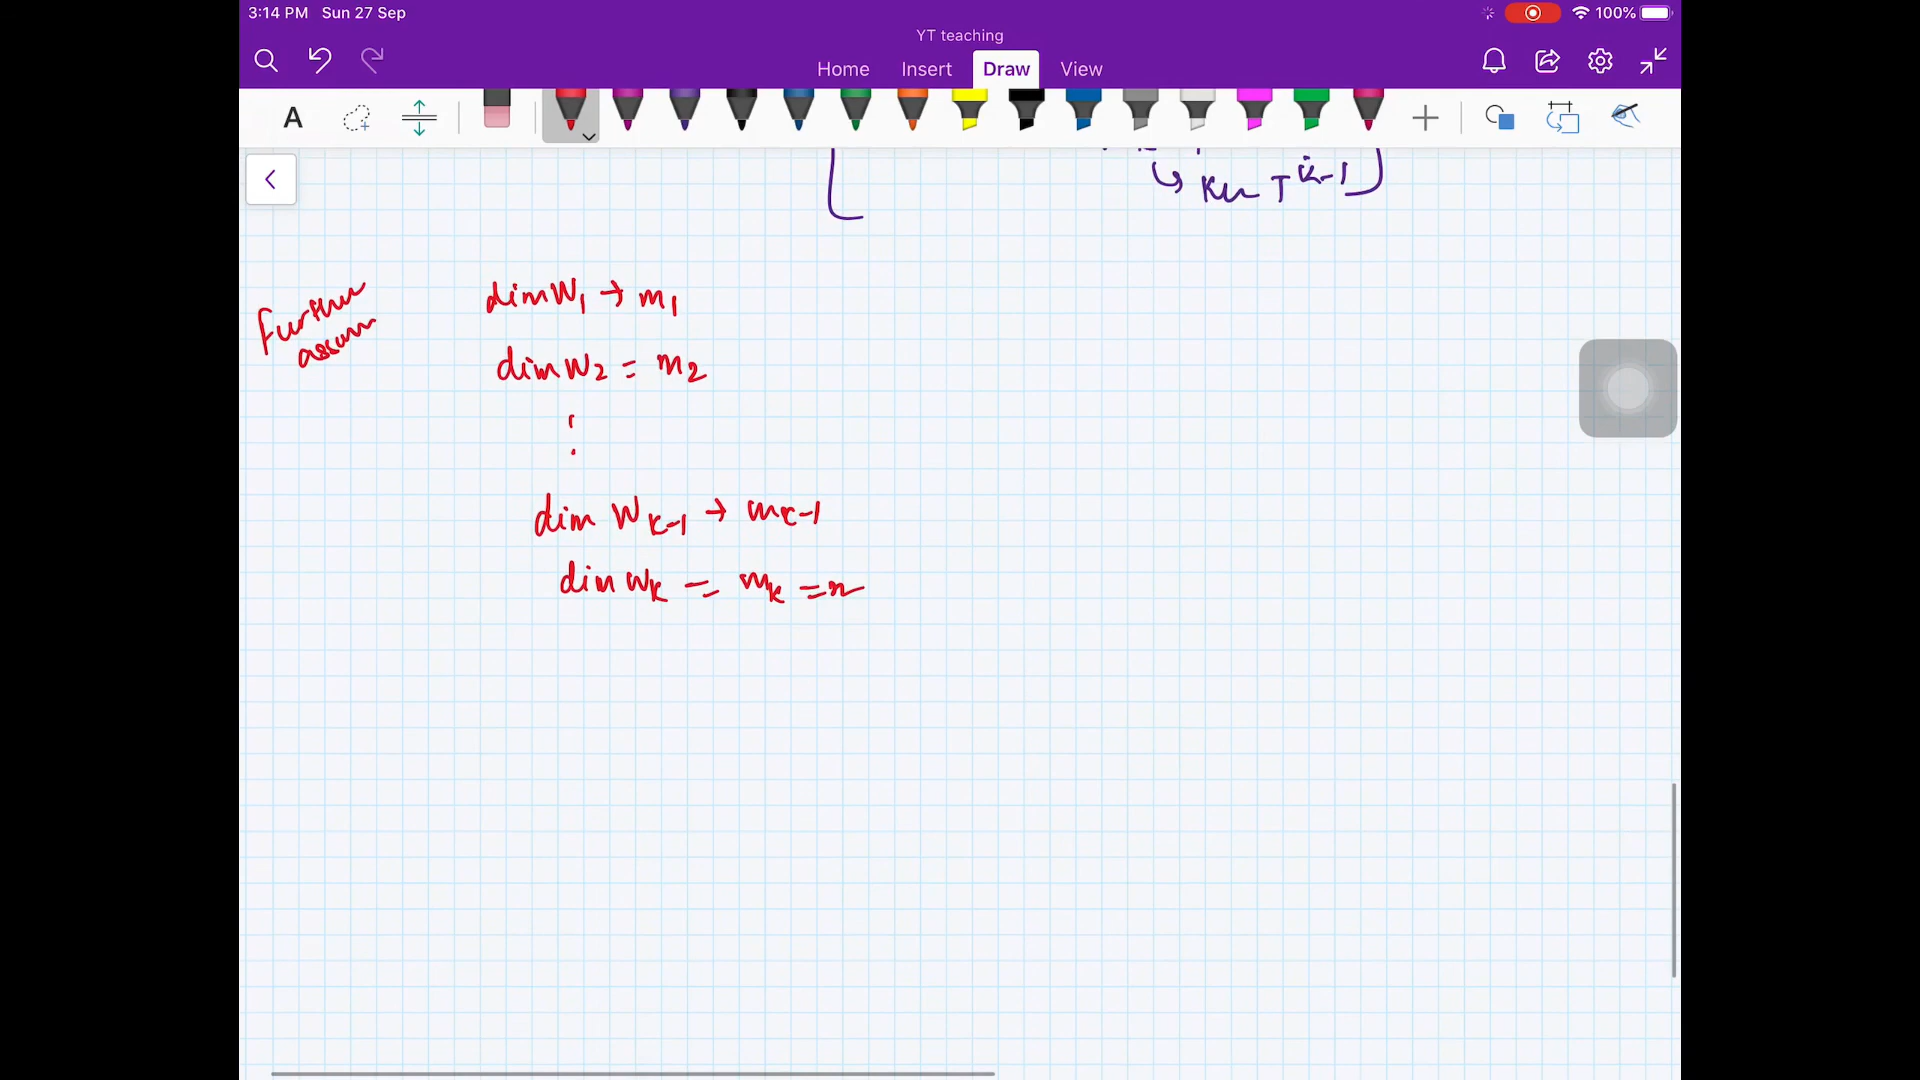 3:14 PM Sun 27 Sep
100%
YT teaching
Home Insert Draw View
A
Ker T^{k-1}
Further
assum
dim W₁ → m₁
dim W₂ = m₂
:
dim W_{k-1} → m_{k-1}
dim W_k = m_k = n